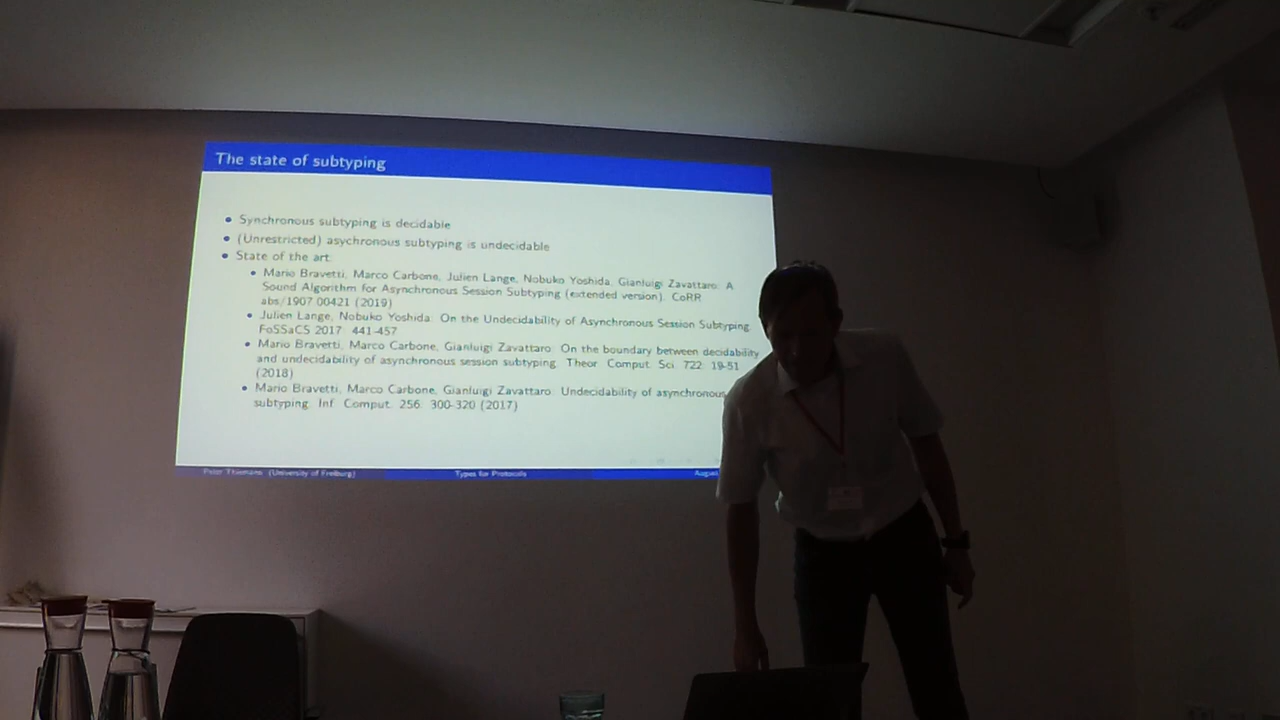 The state of subtyping
Synchronous subtyping is decidable
(Unrestricted) asychronous subtyping is undecidable
State of the art:
Mario Bravetti, Marco Carbone, Julien Lange, Nobuko Yoshida, Gianluigi Zavattaro: A
Sound Algorithm for Asynchronous Session Subtyping (extended version). CoRR
abs/1907.00421 (2019)
Julien Lange, Nobuko Yoshida: On the Undecidability of Asynchronous Session Subtyping.
FoSSaCS 2017: 441-457
Mario Bravetti, Marco Carbone, Gianluigi Zavattaro: On the boundary between decidability
and undecidability of asynchronous session subtyping. Theor. Comput. Sci. 722: 19-51
(2018)
Mario Bravetti, Marco Carbone, Gianluigi Zavattaro: Undecidability of asynchronous
subtyping. Inf. Comput. 256: 300-320 (2017)
Peter Thiemann (University of Freiburg) Types for Protocols August